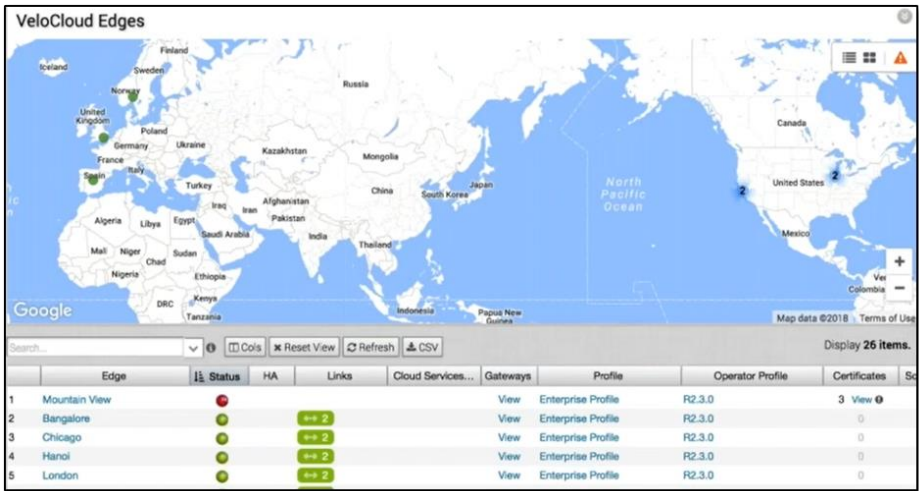 VeloCloud Edges
Finland
Iceland
Sweden
Russia
Norway
Canada
United
Kingdom
Poland
Germany
Ukraine
Kazakhstan
Mongolia
France
Italy
Spain
Turkey
China
South Korea
Japan
North
Pacific
Ocean
United States
2
2
Iraq
Iran
Afghanistan
Pakistan
Algeria
Libya
Egypt
Saudi Arabia
India
Mexico
Mali
Niger
Chad
Sudan
Thailand
Nigeria
Ethiopia
Colombia
DRC
Kenya
Indonesia
Papua New
Guinea
Tanzania
Google
Map data ©2018 Terms of Use
Search...
Cols
Reset View
Refresh
CSV
Display 26 items.
Edge Status HA Links Cloud Services... Gateways Profile Operator Profile Certificates
1 Mountain View View Enterprise Profile R2.3.0 3 View
2 Bangalore 2 View Enterprise Profile R2.3.0 0
3 Chicago 2 View Enterprise Profile R2.3.0 0
4 Hanoi 2 View Enterprise Profile R2.3.0 0
5 London 2 View Enterprise Profile R2.3.0 0